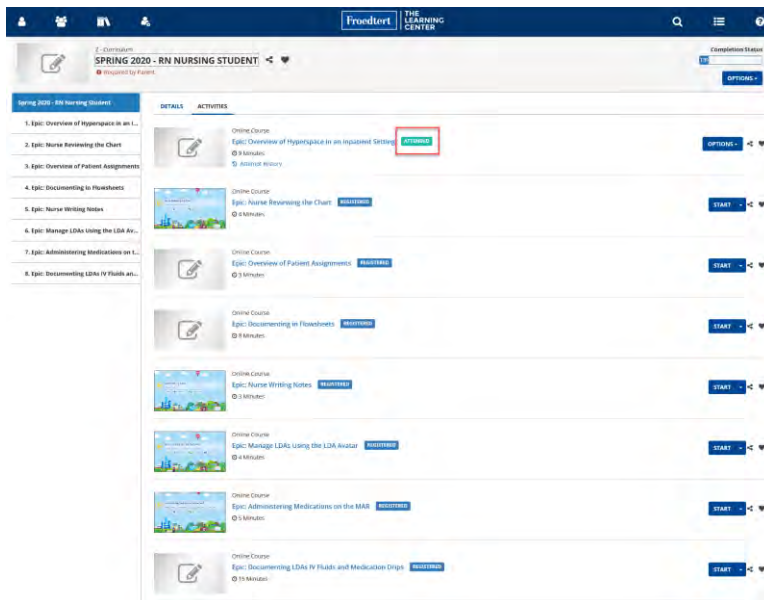 Froedtert THE LEARNING CENTER
E - Curriculum
SPRING 2020 - RN NURSING STUDENT
Required by Parent
Completion Status
OPTIONS
Spring 2020 - RN Nursing Student
1. Epic: Overview of Hyperspace in an I...
2. Epic: Nurse Reviewing the Chart
3. Epic: Overview of Patient Assignments
4. Epic: Documenting in Flowsheets
5. Epic: Nurse Writing Notes
6. Epic: Manage LDAs Using the LDA Av...
7. Epic: Administering Medications on t...
8. Epic: Documenting LDAs IV Fluids an...
DETAILS ACTIVITIES
Online Course
Epic: Overview of Hyperspace in an Inpatient Setting ATTENDED
9 Minutes
Attempt History
OPTIONS
Online Course
Epic: Nurse Reviewing the Chart REGISTERED
4 Minutes
START
Online Course
Epic: Overview of Patient Assignments REGISTERED
3 Minutes
START
Online Course
Epic: Documenting in Flowsheets REGISTERED
9 Minutes
START
Online Course
Epic: Nurse Writing Notes REGISTERED
3 Minutes
START
Online Course
Epic: Manage LDAs Using the LDA Avatar REGISTERED
4 Minutes
START
Online Course
Epic: Administering Medications on the MAR REGISTERED
5 Minutes
START
Online Course
Epic: Documenting LDAs IV Fluids and Medication Drips REGISTERED
15 Minutes
START